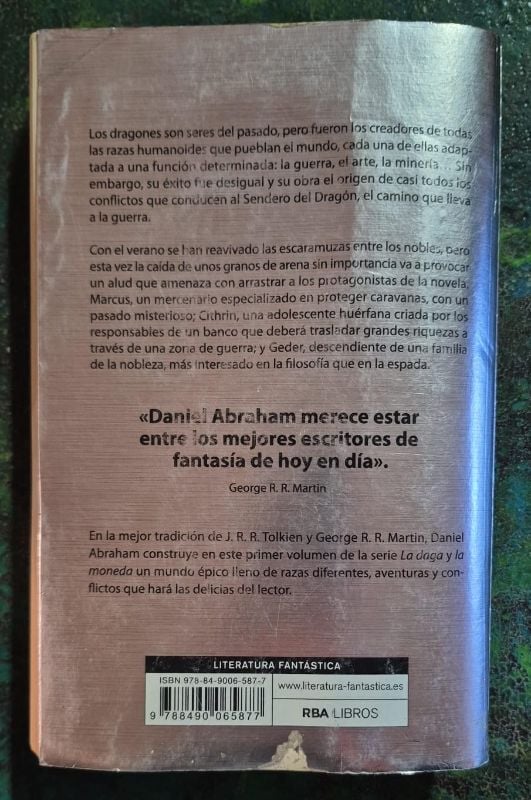 Los dragones son seres del pasado, pero fueron los creadores de todas
las razas humanoides que pueblan el mundo, cada una de ellas adap-
tada a una función determinada: la guerra, el arte, la minería... Sin
embargo, su éxito fue desigual y su obra el origen de casi todos los
conflictos que conducen al Sendero del Dragón, el camino que lleva
a la guerra.
Con el verano se han reavivado las escaramuzas entre los nobles, pero
esta vez la caída de unos granos de arena sin importancia va a provocar
un alud que amenaza con arrastrar a los protagonistas de la novela:
Marcus, un mercenario especializado en proteger caravanas, con un
pasado misterioso; Cithrin, una adolescente huérfana criada por los
responsables de un banco que deberá trasladar grandes riquezas a
través de una zona de guerra; y Geder, descendiente de una familia
de la nobleza, más interesado en la filosofía que en la espada.
«Daniel Abraham merece estar
entre los mejores escritores de
fantasía de hoy en día».
George R. R. Martin
En la mejor tradición de J. R. R. Tolkien y George R. R. Martin, Daniel
Abraham construye en este primer volumen de la serie La daga y la
moneda un mundo épico lleno de razas diferentes, aventuras y con-
flictos que hará las delicias del lector.
LITERATURA FANTÁSTICA
ISBN 978-84-9006-587-7
www.literatura-fantastica.es
9 788490 065877
RBA LIBROS